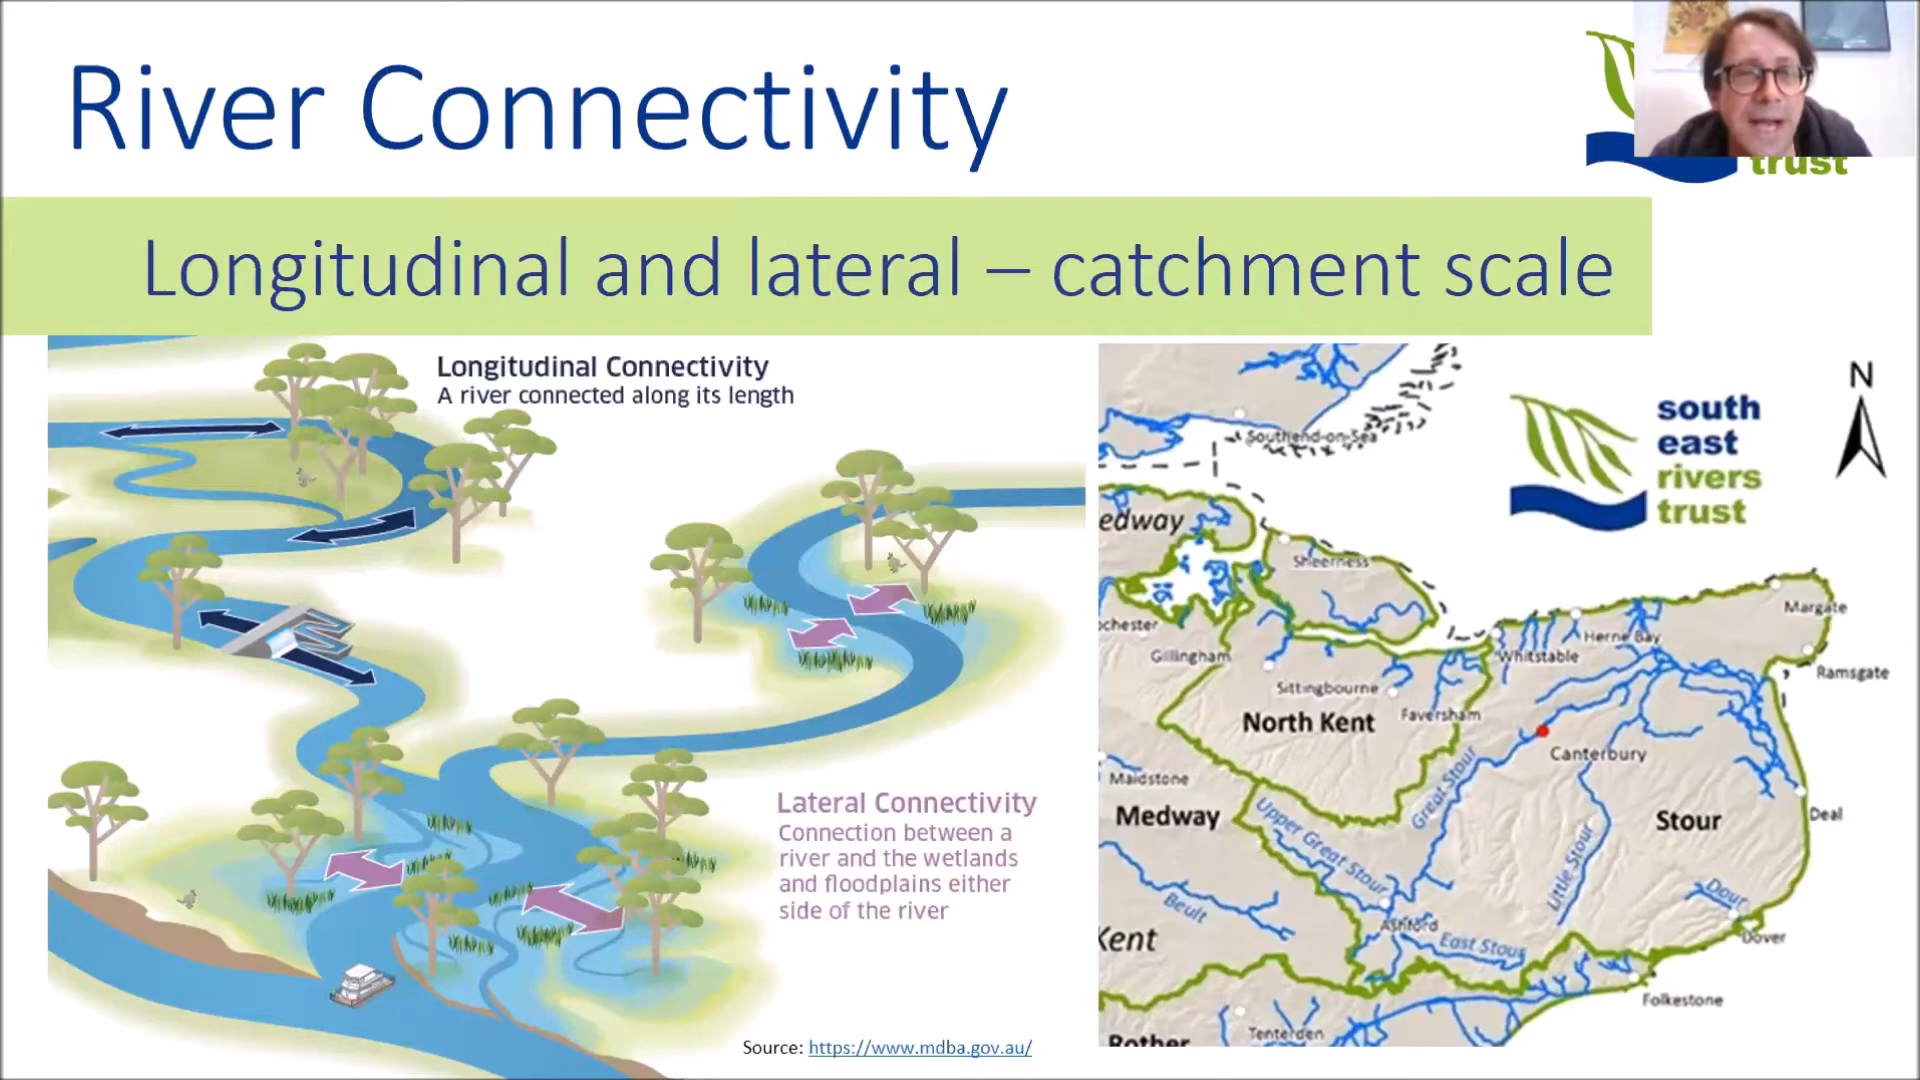 River Connectivity
trust
Longitudinal and lateral – catchment scale
Longitudinal Connectivity
A river connected along its length
Lateral Connectivity
Connection between a
river and the wetlands
and floodplains either
side of the river
Source: https://www.mdba.gov.au/
N
south
east
rivers
trust
Southend-on-Sea
edway
Sheerness
Margate
chester
Herne Bay
Gillingham
Whitstable
Ramsgate
Sittingbourne
Faversham
North Kent
Canterbury
Maidstone
Great Stour
Medway
Upper Great Stour
Stour
Deal
Little Stour
Beult
Dour
Ashford
Kent
East Stour
Dover
Folkestone
Tenterden
Rother